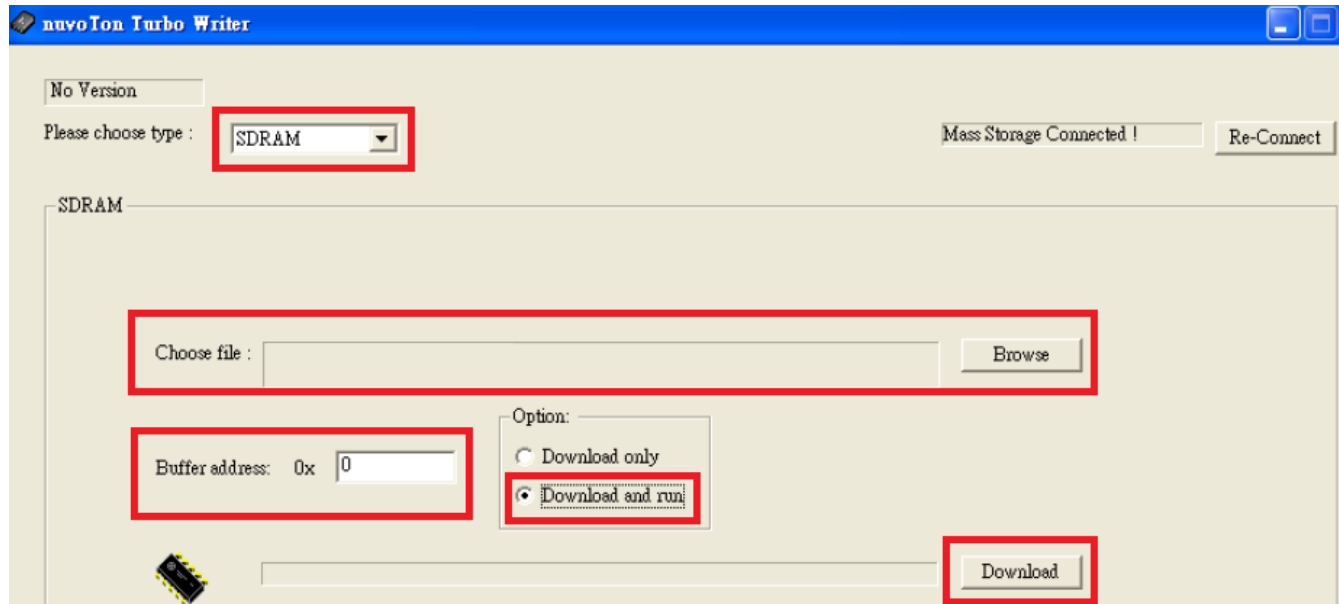 nuvoTon Turbo Writer
No Version
Please choose type :
SDRAM
Mass Storage Connected !
Re-Connect
SDRAM
Choose file :
Browse
Option:
Download only
Buffer address: 0x 0
Download and run
Download